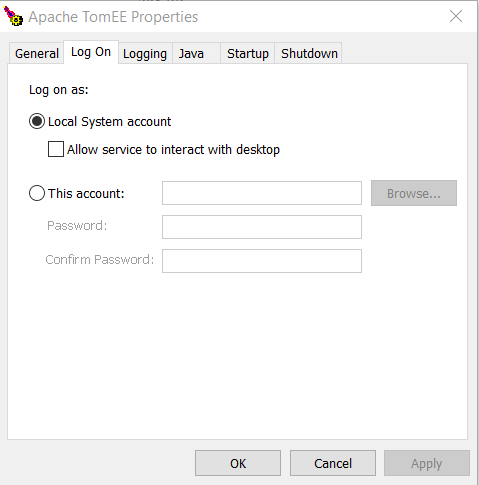 Apache TomEE Properties
General Log On Logging Java Startup Shutdown
Log on as:
Local System account
Allow service to interact with desktop
This account: Browse...
Password:
Confirm Password:
OK Cancel Apply